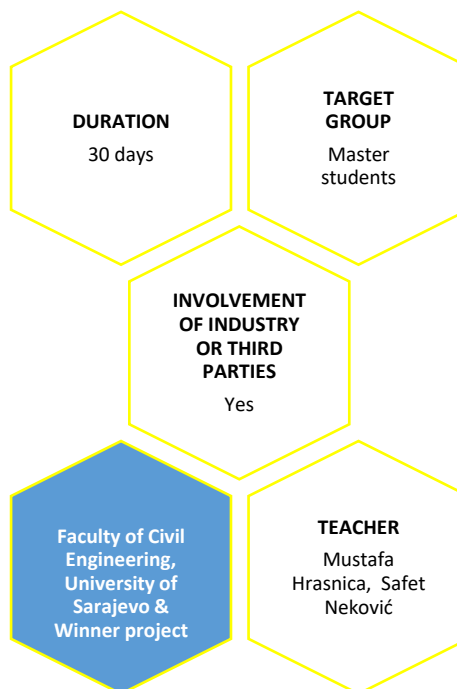 DURATION
30 days
TARGET
GROUP
Master
students
INVOLVEMENT
OF INDUSTRY
OR THIRD
PARTIES
Yes
Faculty of Civil
Engineering,
University of
Sarajevo &
Winner project
TEACHER
Mustafa
Hrasnica, Safet
Neković